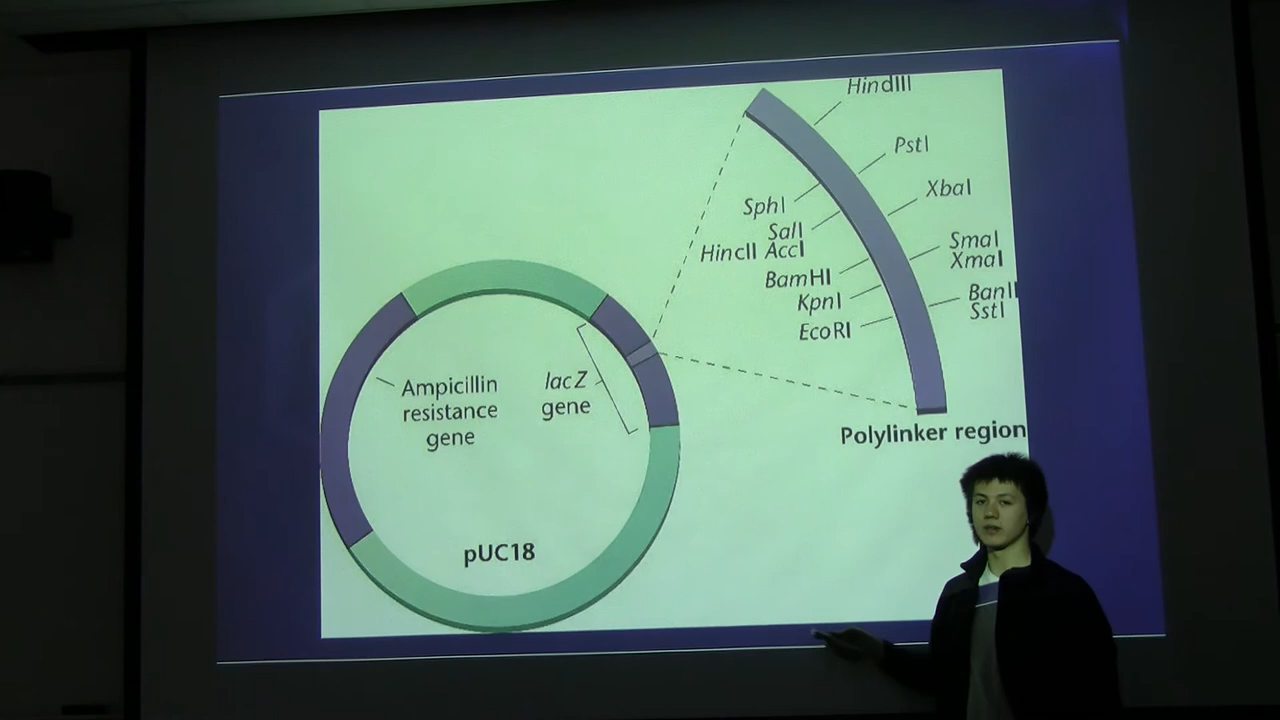 HindIII
PstI
XbaI
SphI
SalI
HincII AccI
SmaI
XmaI
BamHI
KpnI
BanII
SstI
EcoRI
Polylinker region
Ampicillin
resistance
gene
lacZ
gene
pUC18